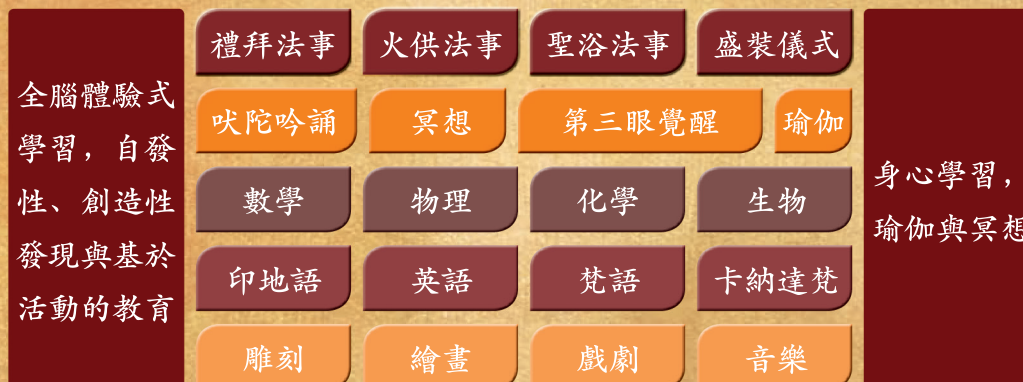 全腦體驗式
學習，自發
性、創造性
發現與基於
活動的教育
禮拜法事 火供法事 聖浴法事 盛裝儀式
吠陀吟誦 冥想 第三眼覺醒 瑜伽
數學 物理 化學 生物
印地語 英語 梵語 卡納達梵
雕刻 繪畫 戲劇 音樂
身心學習，
瑜伽與冥想